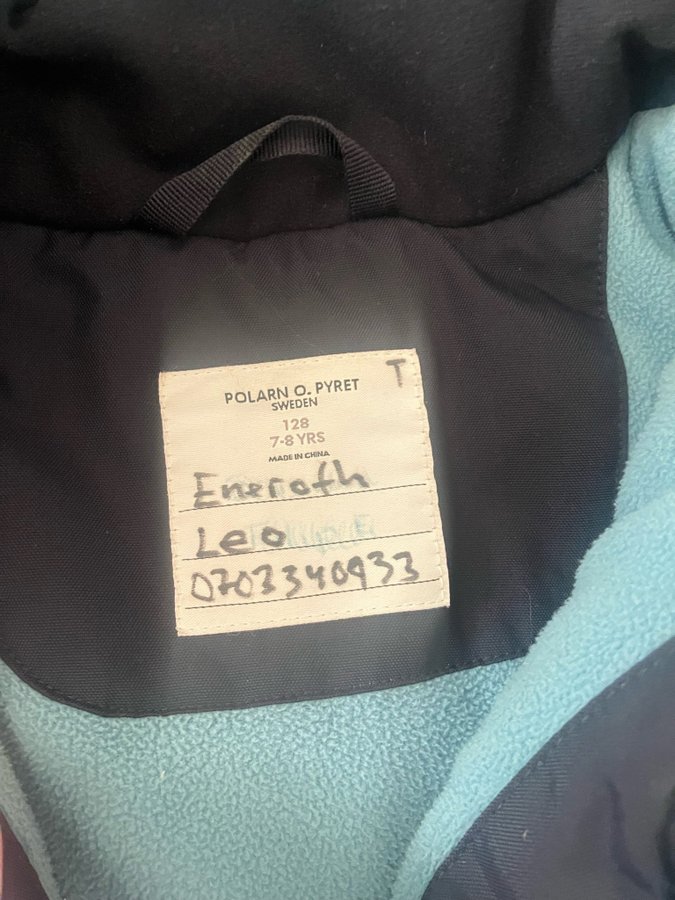 T
POLARN O. PYRET
SWEDEN
128
7-8 YRS
MADE IN CHINA
Eneroth
Leo
0703340933